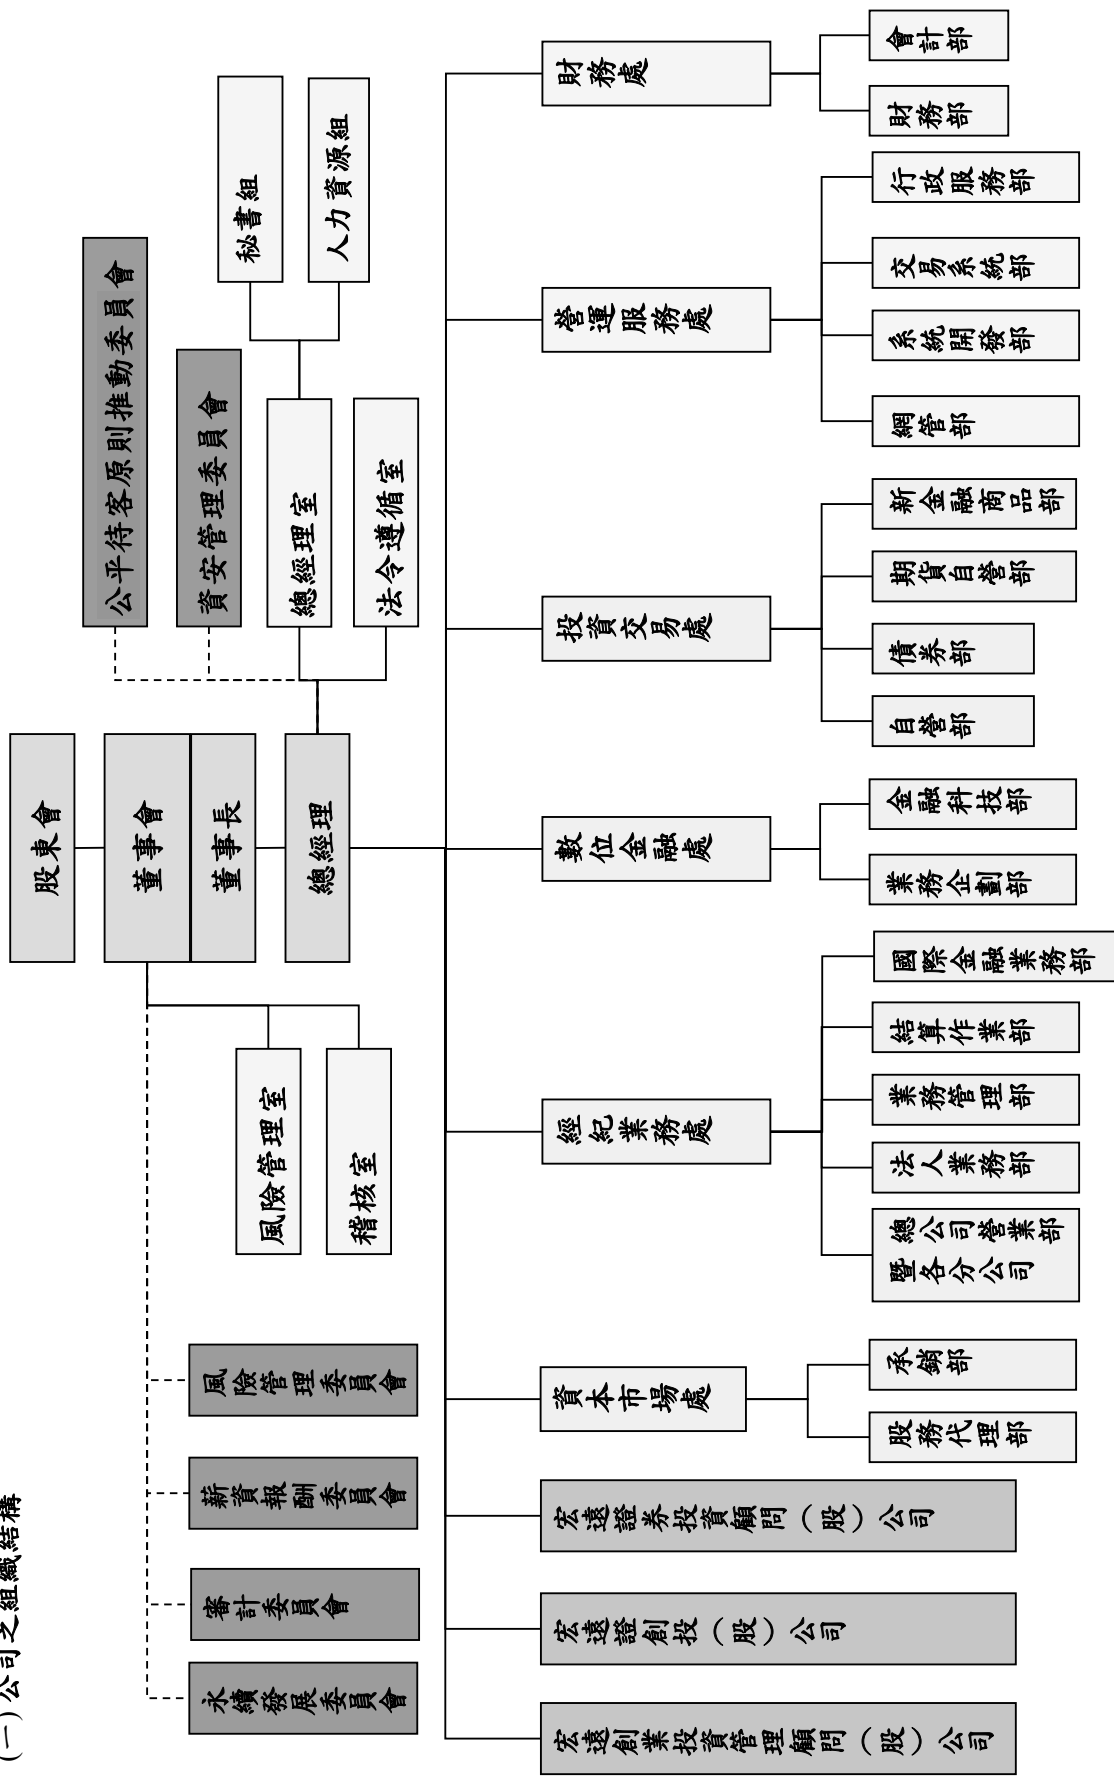 (一)公司之組織結構
股東會
董事會
董事長
總經理
永續發展委員會
審計委員會
薪資報酬委員會
風險管理委員會
風險管理室
稽核室
公平待客原則推動委員會
資安管理委員會
總經理室
法令遵循室
秘書組
人力資源組
宏遠創業投資管理顧問(股)公司
宏遠證創投(股)公司
宏遠證券投資顧問(股)公司
資本市場處
股務代理部
承銷部
經紀業務處
總公司營業部
暨各分公司
法人業務部
業務管理部
結算作業部
國際金融業務部
數位金融處
業務企劃部
金融科技部
投資交易處
自營部
債券部
期貨自營部
新金融商品部
營運服務處
網管部
系統開發部
交易系統部
行政服務部
財務處
財務部
會計部